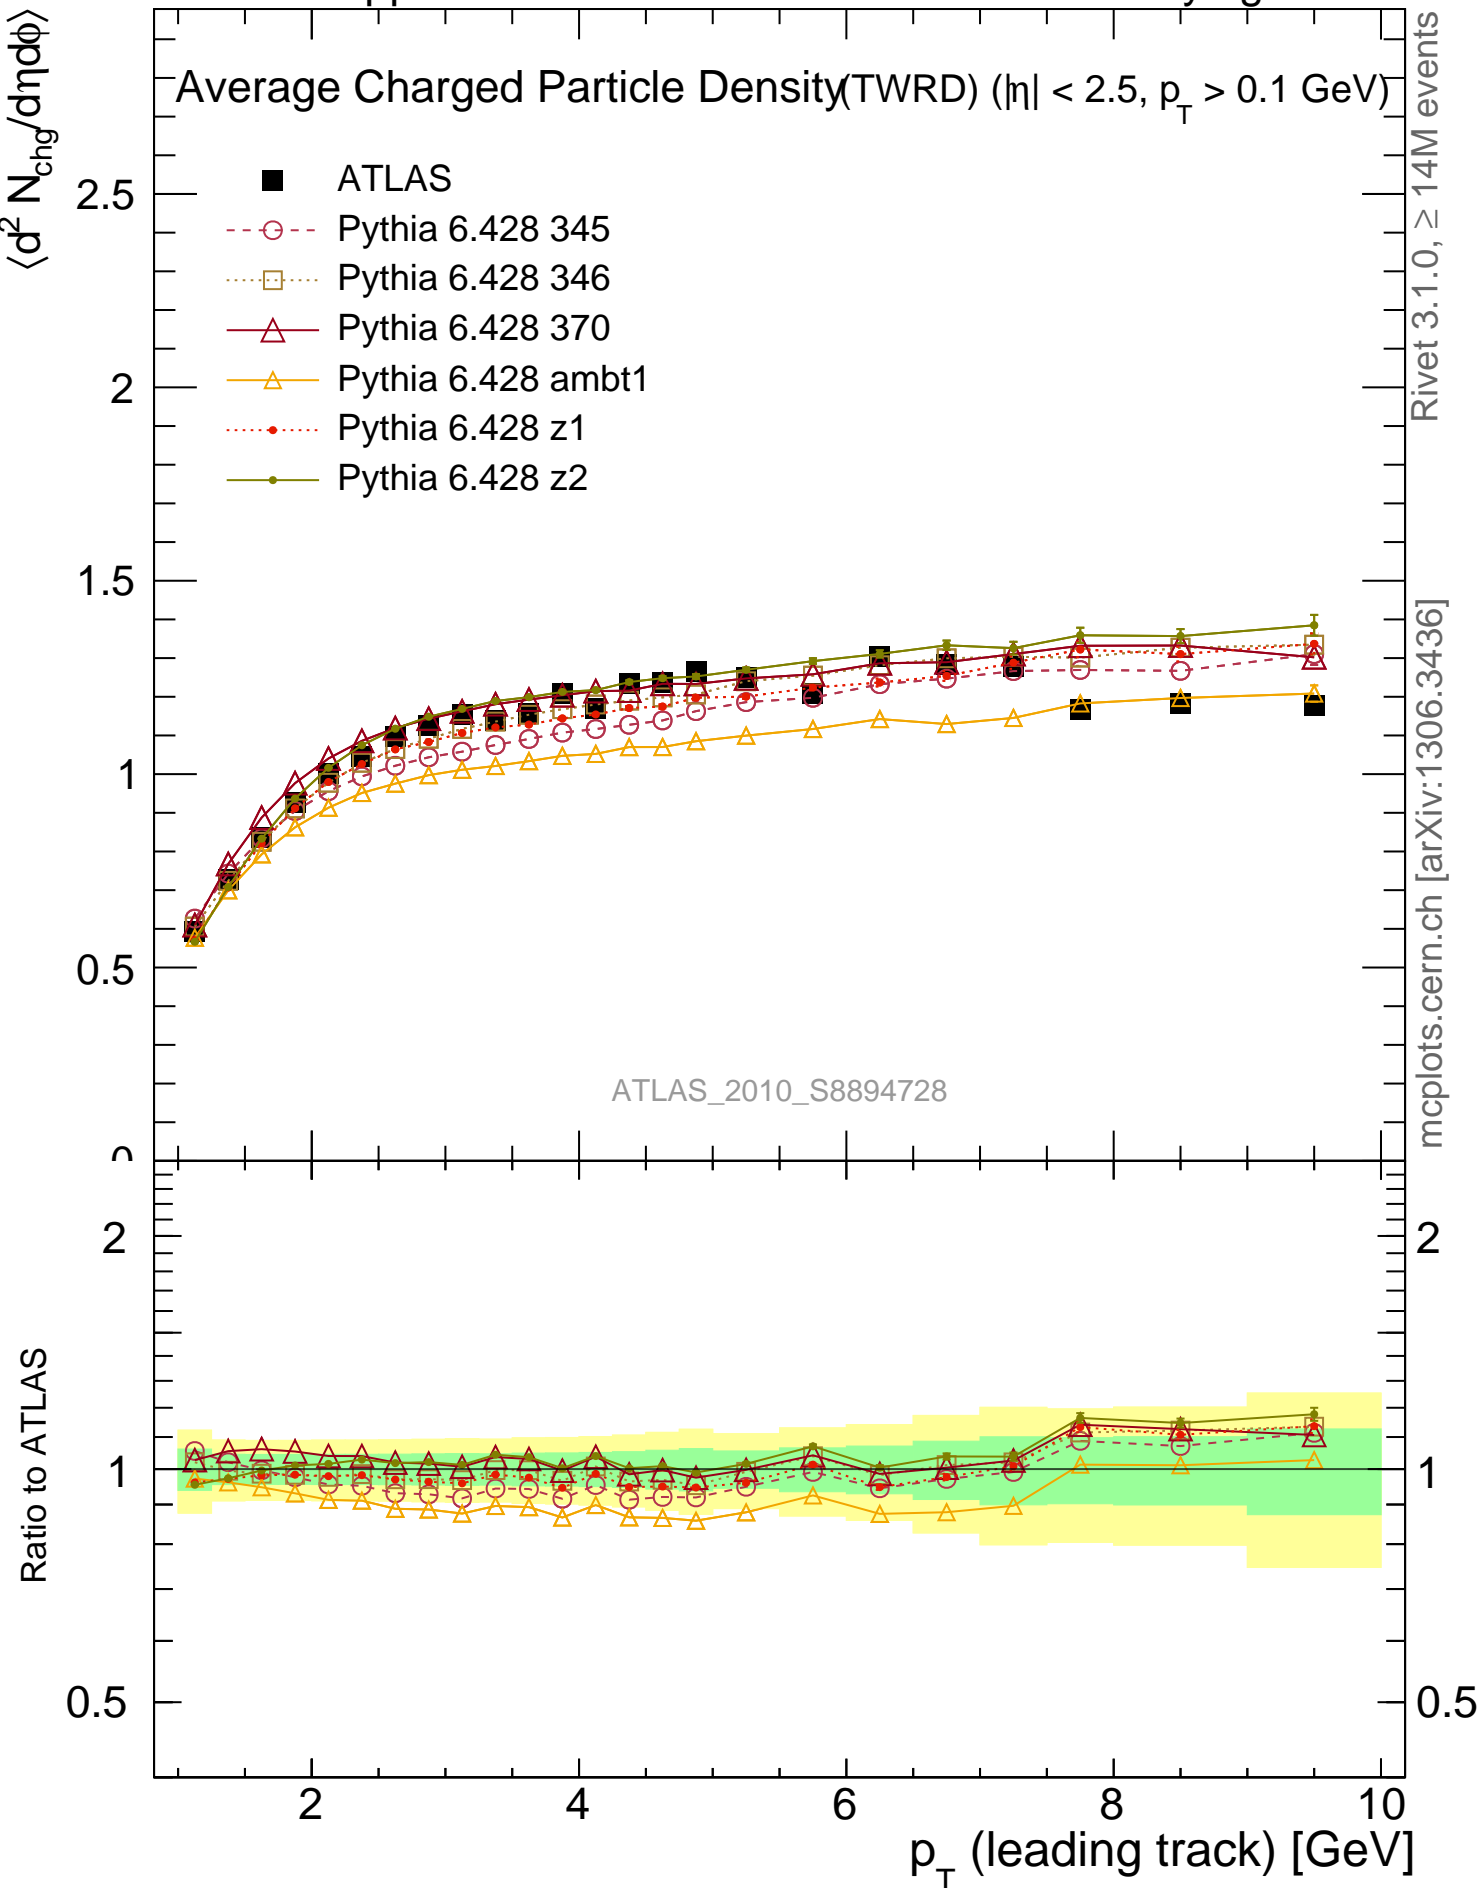 Average Charged Particle Density(TWRD) (|η| < 2.5, p_T > 0.1 GeV)
⟨d² N_chg/dηdϕ⟩
ATLAS
Pythia 6.428 345
Pythia 6.428 346
Pythia 6.428 370
Pythia 6.428 ambt1
Pythia 6.428 z1
Pythia 6.428 z2
2.5
2
1.5
1
0.5
0
ATLAS_2010_S8894728
Rivet 3.1.0, ≥ 14M events
mcplots.cern.ch [arXiv:1306.3436]
Ratio to ATLAS
2
1
0.5
2
1
0.5
2
4
6
8
10
p_T (leading track) [GeV]